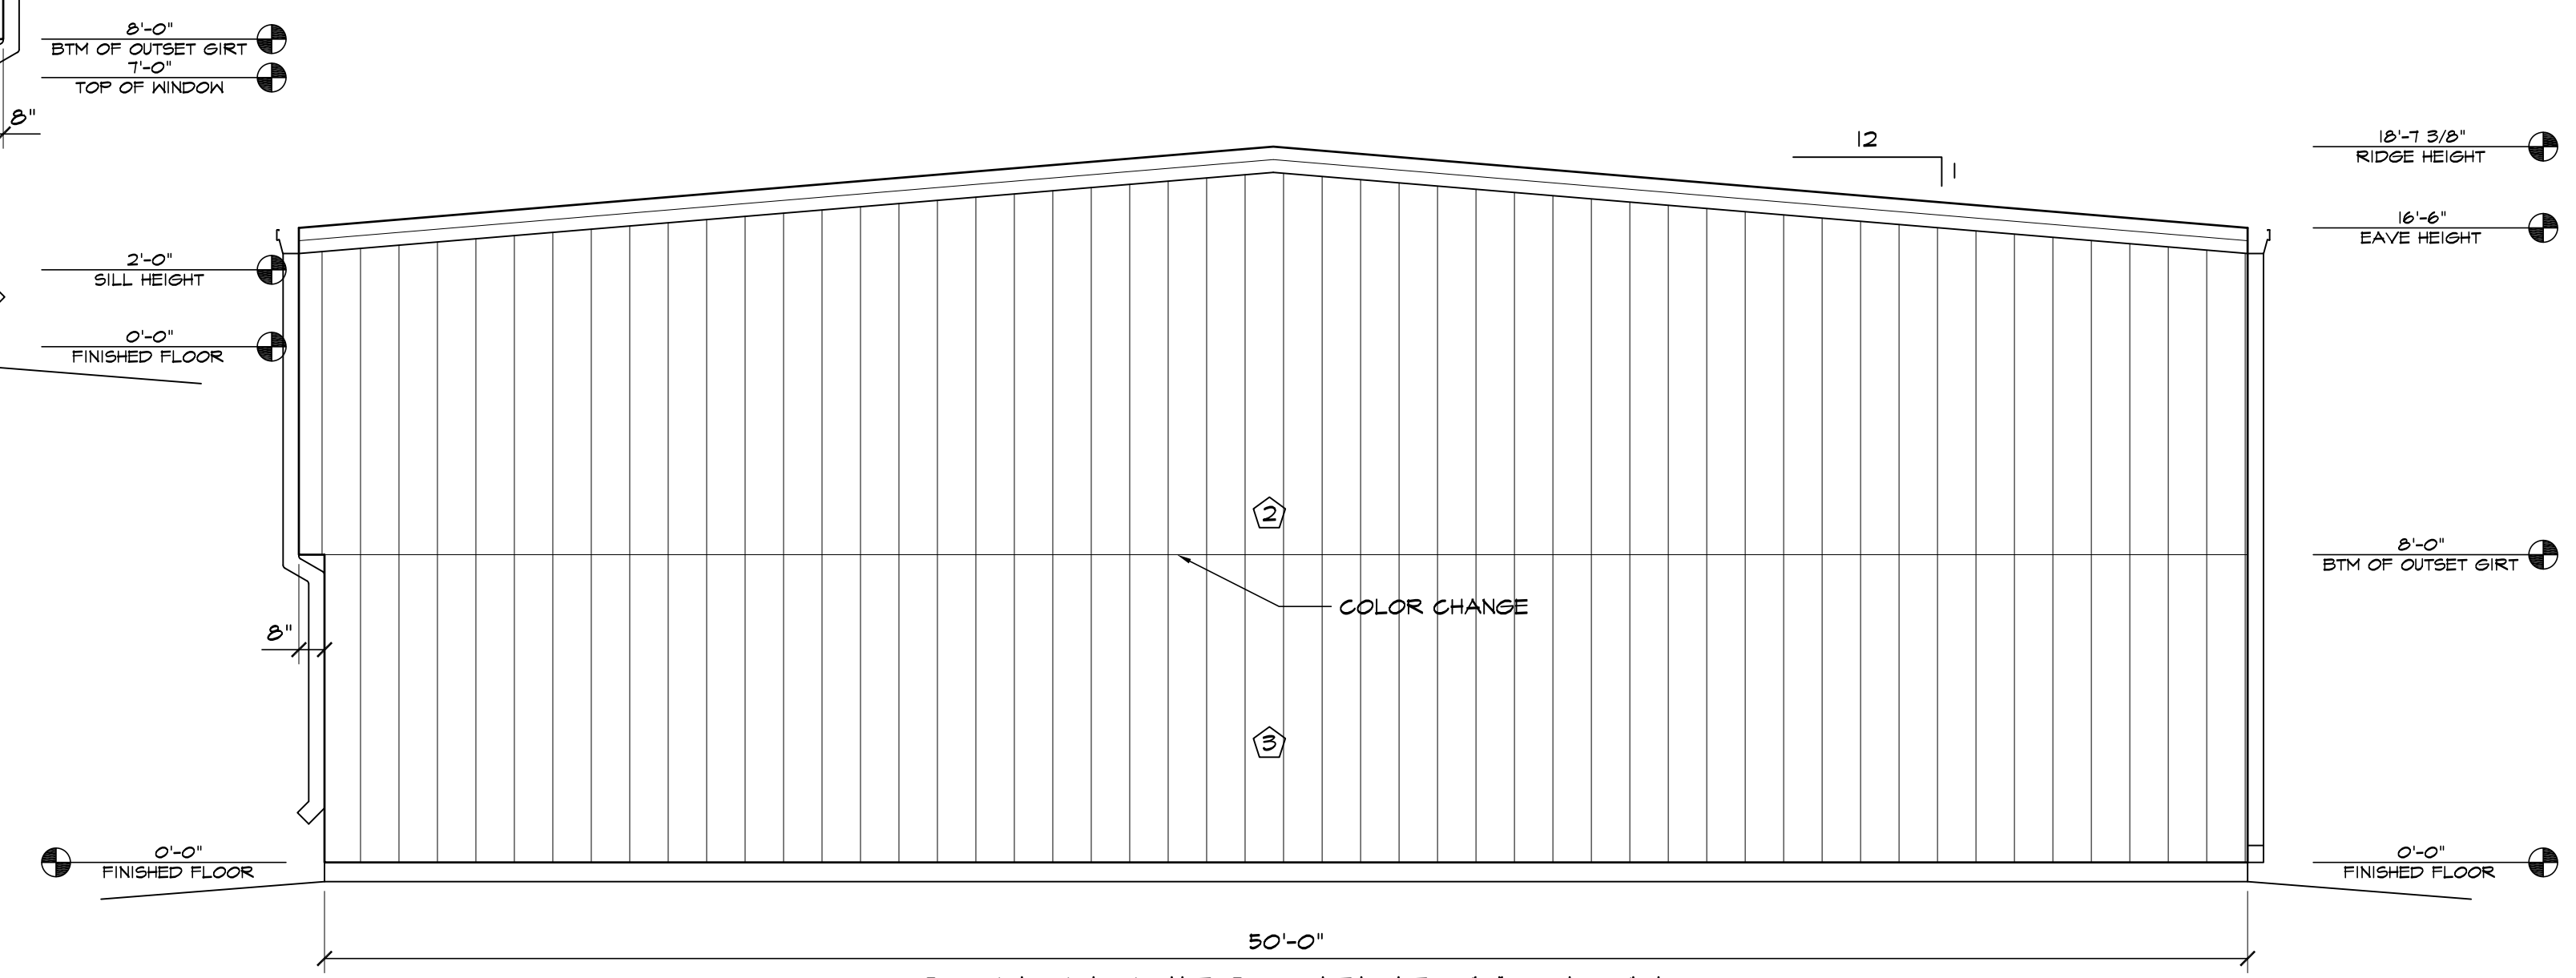 8'-0"
BTM OF OUTSET GIRT
7'-0"
TOP OF WINDOW
8"
12
1
18'-7 3/8"
RIDGE HEIGHT
16'-6"
EAVE HEIGHT
2'-0"
SILL HEIGHT
0'-0"
FINISHED FLOOR
2
8'-0"
BTM OF OUTSET GIRT
COLOR CHANGE
8"
3
0'-0"
FINISHED FLOOR
0'-0"
FINISHED FLOOR
50'-0"